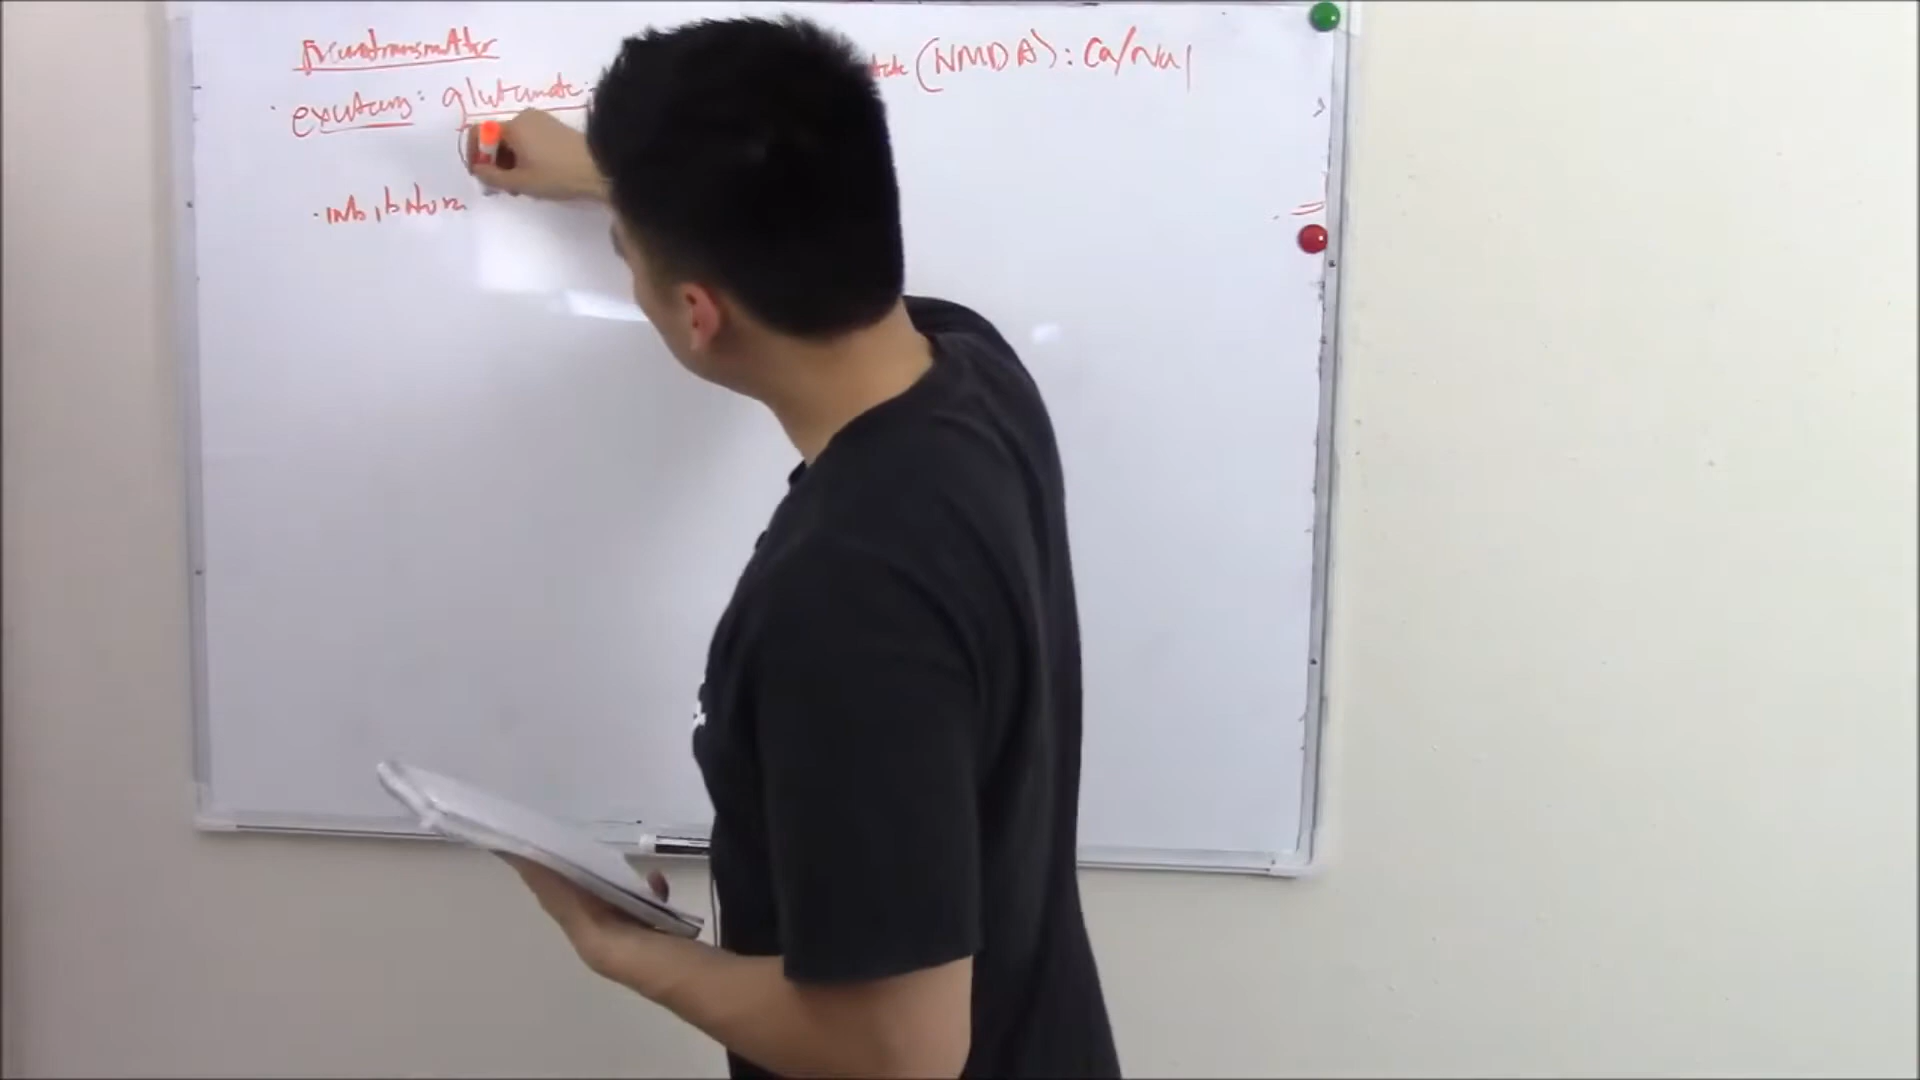 Neurotransmitter
· excitatory: glutamate: (NMDA): Ca/Na
· inhibitory